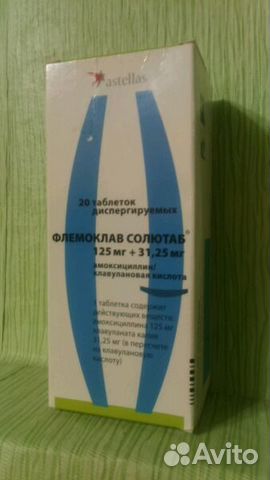 astellas
20 таблеток
диспергируемых
ФЛЕМОКЛАВ СОЛЮТАБ®
125 мг + 31,25 мг
амоксициллин/
клавулановая кислота
1 таблетка содержит
действующих веществ:
амоксициллина 125 мг
клавуланата калия
31,25 мг (в пересчете
на клавулановую
кислоту)
Avito